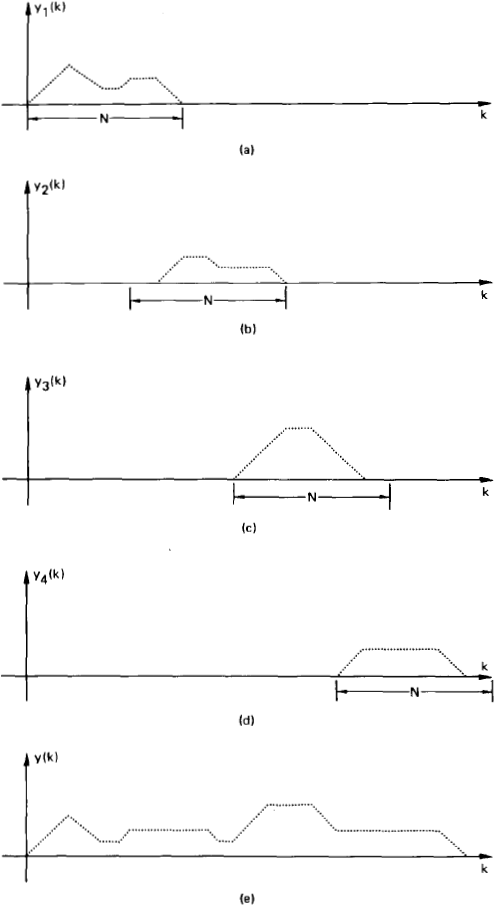 y1(k)
k
N
(a)
y2(k)
k
N
(b)
y3(k)
k
N
(c)
y4(k)
k
N
(d)
y(k)
k
(e)